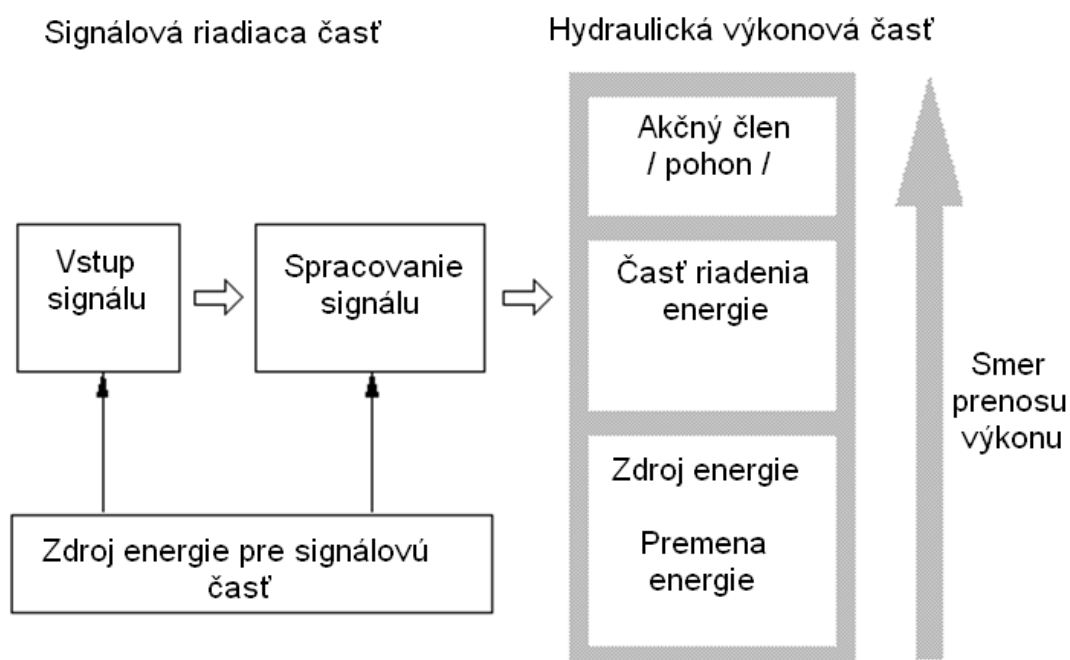 Signálová riadiaca časť
Hydraulická výkonová časť
Akčný člen
/ pohon /
Vstup
signálu
Spracovanie
signálu
Časť riadenia
energie
Smer
prenosu
výkonu
Zdroj energie
Premena
energie
Zdroj energie pre signálovú
časť